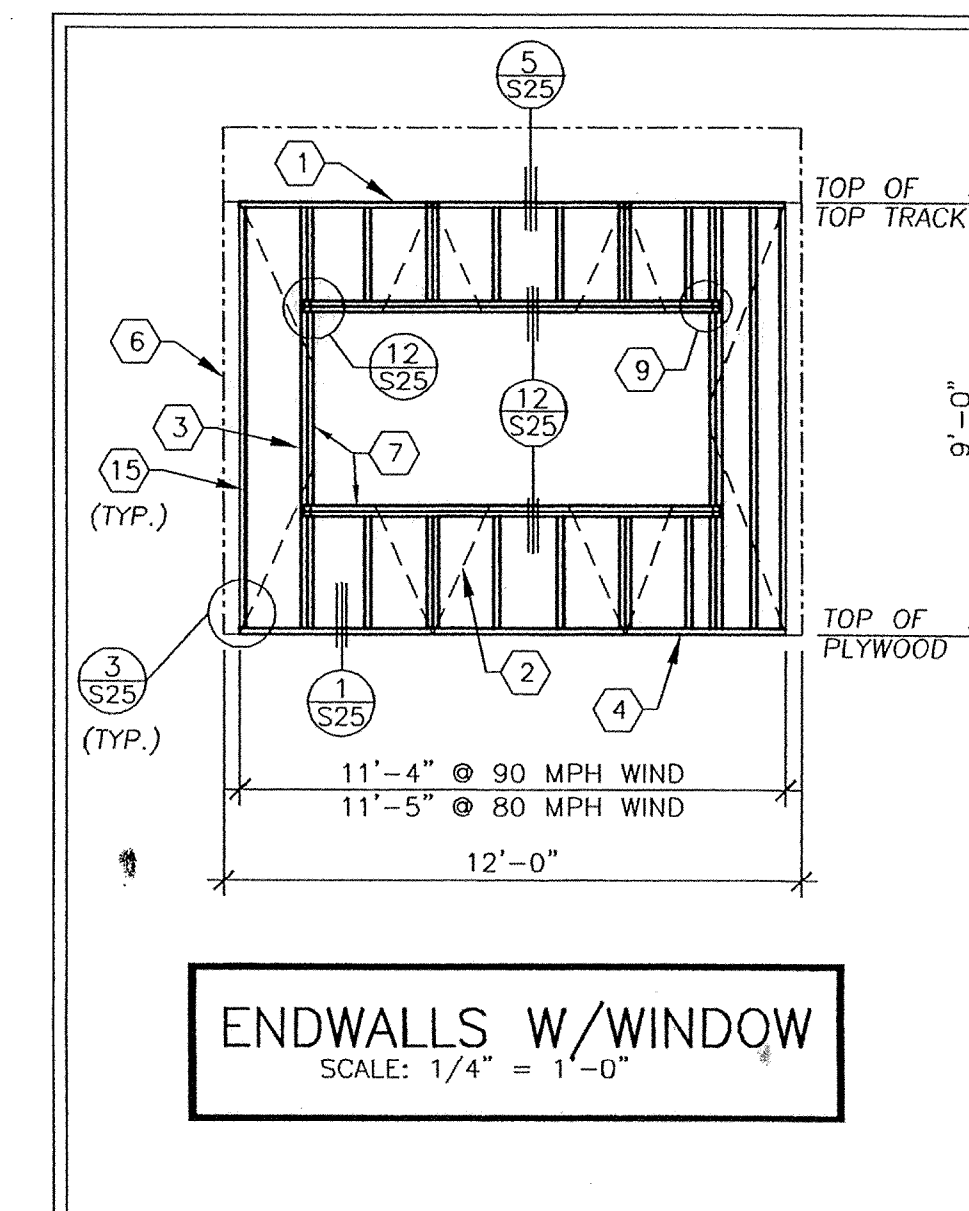 5
S25
1
TOP OF
TOP TRACK
6
12
S25
9
12
S25
3
7
9'-0"
15
(TYP.)
TOP OF
PLYWOOD
3
S25
(TYP.)
1
S25
2
4
11'-4" @ 90 MPH WIND
11'-5" @ 80 MPH WIND
12'-0"
ENDWALLS W/WINDOW
SCALE: 1/4" = 1'-0"